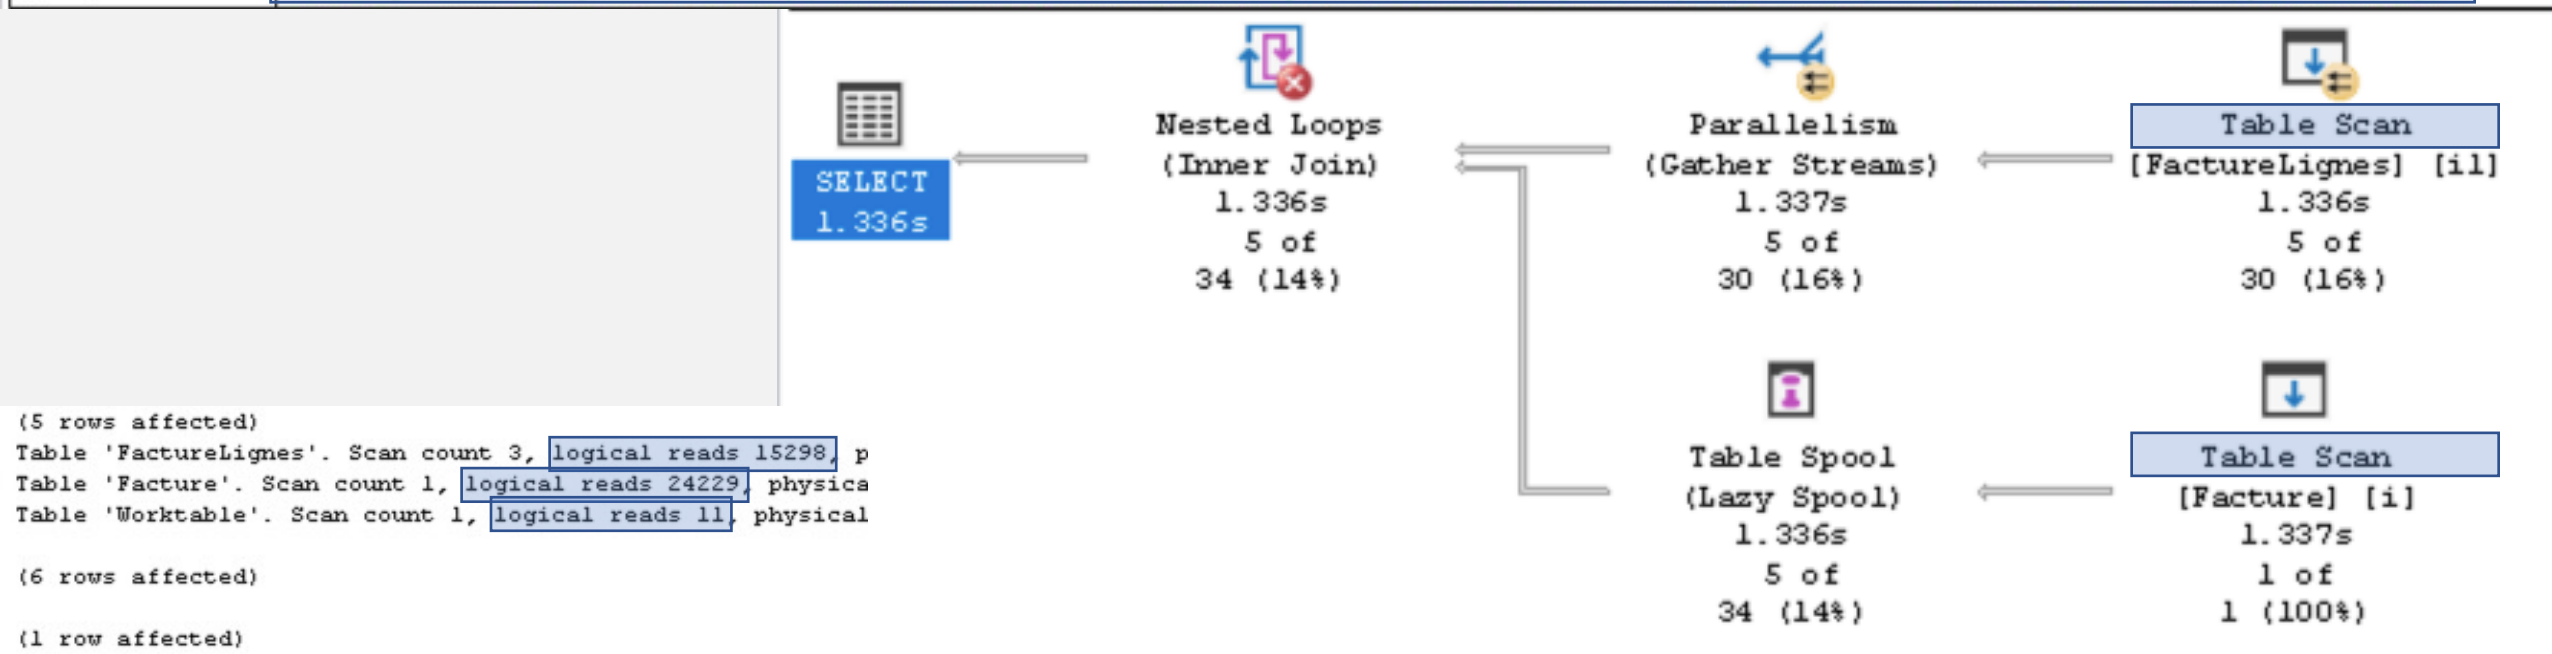 SELECT
1.336s
Nested Loops
(Inner Join)
1.336s
5 of
34 (14%)
Parallelism
(Gather Streams)
1.337s
5 of
30 (16%)
Table Scan
[FactureLignes] [il]
1.336s
5 of
30 (16%)
Table Spool
(Lazy Spool)
1.336s
5 of
34 (14%)
Table Scan
[Facture] [i]
1.337s
1 of
1 (100%)
(5 rows affected)
Table 'FactureLignes'. Scan count 3, logical reads 15298, p
Table 'Facture'. Scan count 1, logical reads 24229, physica
Table 'Worktable'. Scan count 1, logical reads 11, physical
(6 rows affected)
(1 row affected)